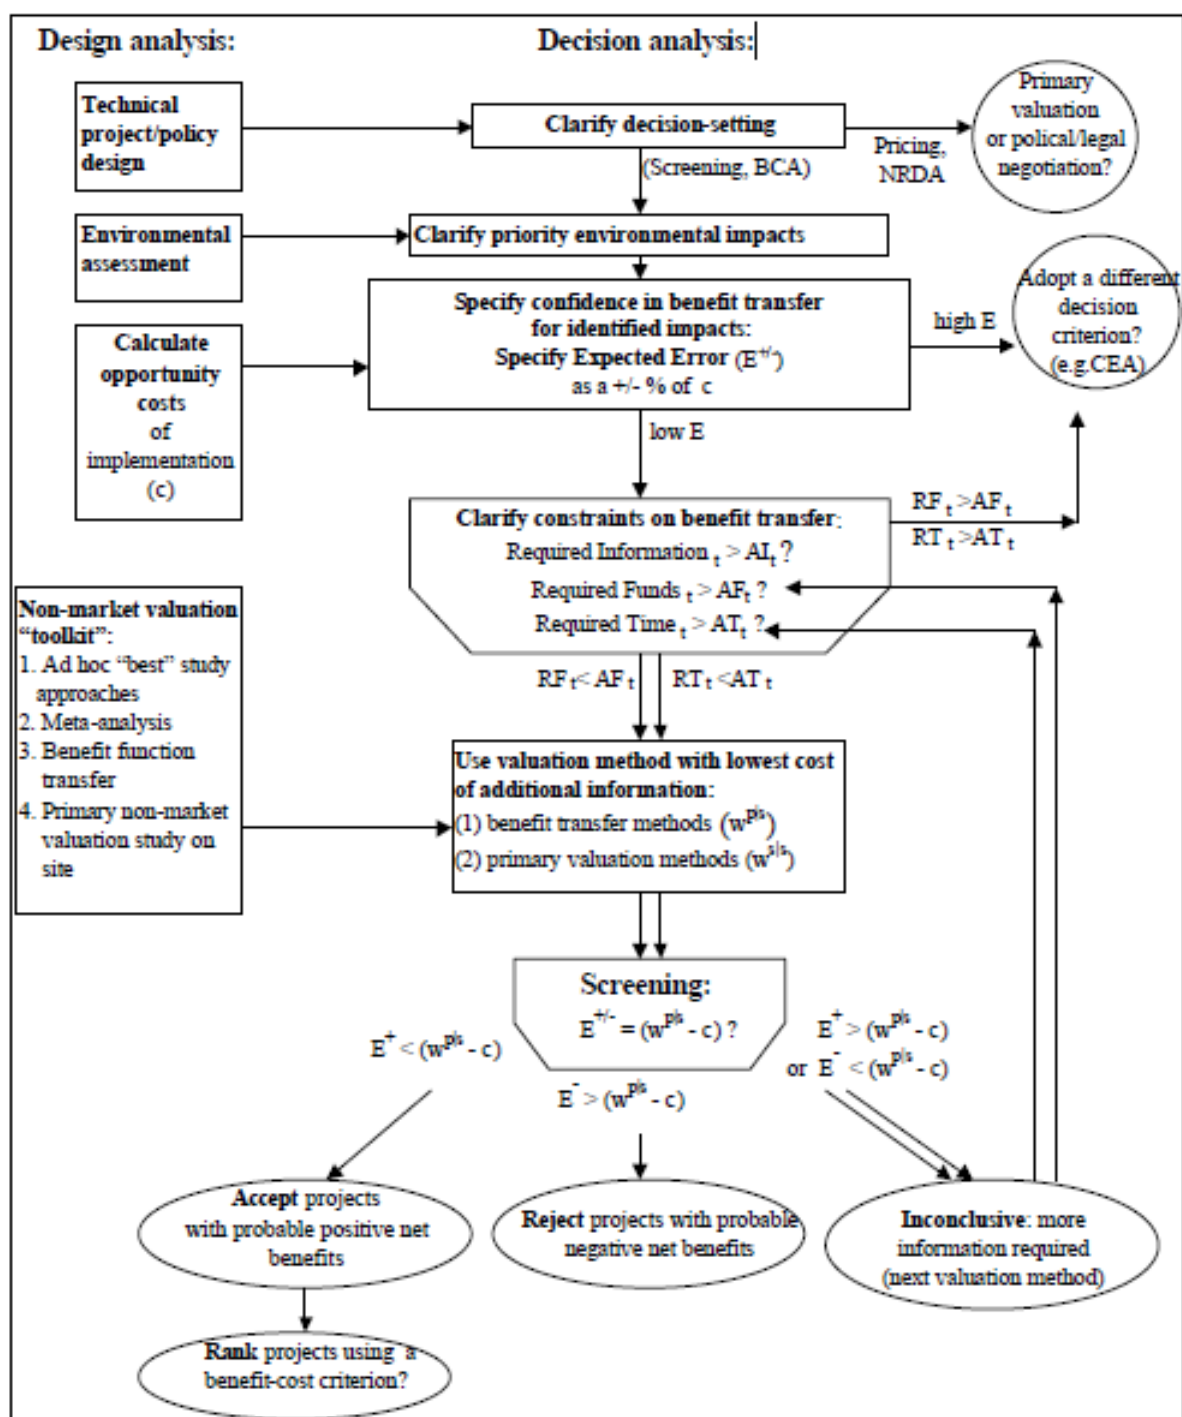 Design analysis:
Decision analysis:
Technical
project/policy
design
Clarify decision-setting
Primary
valuation
or polical/legal
negotiation?
Pricing,
NRDA
(Screening, BCA)
Environmental
assessment
Clarify priority environmental impacts
Calculate
opportunity
costs
of
implementation
(c)
Specify confidence in benefit transfer
for identified impacts:
Specify Expected Error (E+/-)
as a +/- % of c
high E
Adopt a different
decision
criterion?
(e.g.CEA)
low E
Clarify constraints on benefit transfer:
Required Information t > AIt ?
Required Funds t > AFt ?
Required Time t > ATt ?
RF t >AF t
RT t >AT t
RF t< AF t
RT t <AT t
Non-market valuation
“toolkit”:
1. Ad hoc “best” study
approaches
2. Meta-analysis
3. Benefit function
transfer
4. Primary non-market
valuation study on
site
Use valuation method with lowest cost
of additional information:
(1) benefit transfer methods (wp|s)
(2) primary valuation methods (ws|s)
Screening:
E+/- = (wp|s - c) ?
E+ < (wp|s - c)
E- > (wp|s - c)
E+ > (wp|s - c)
or E- < (wp|s - c)
Accept projects
with probable positive net
benefits
Reject projects with probable
negative net benefits
Inconclusive: more
information required
(next valuation method)
Rank projects using a
benefit-cost criterion?